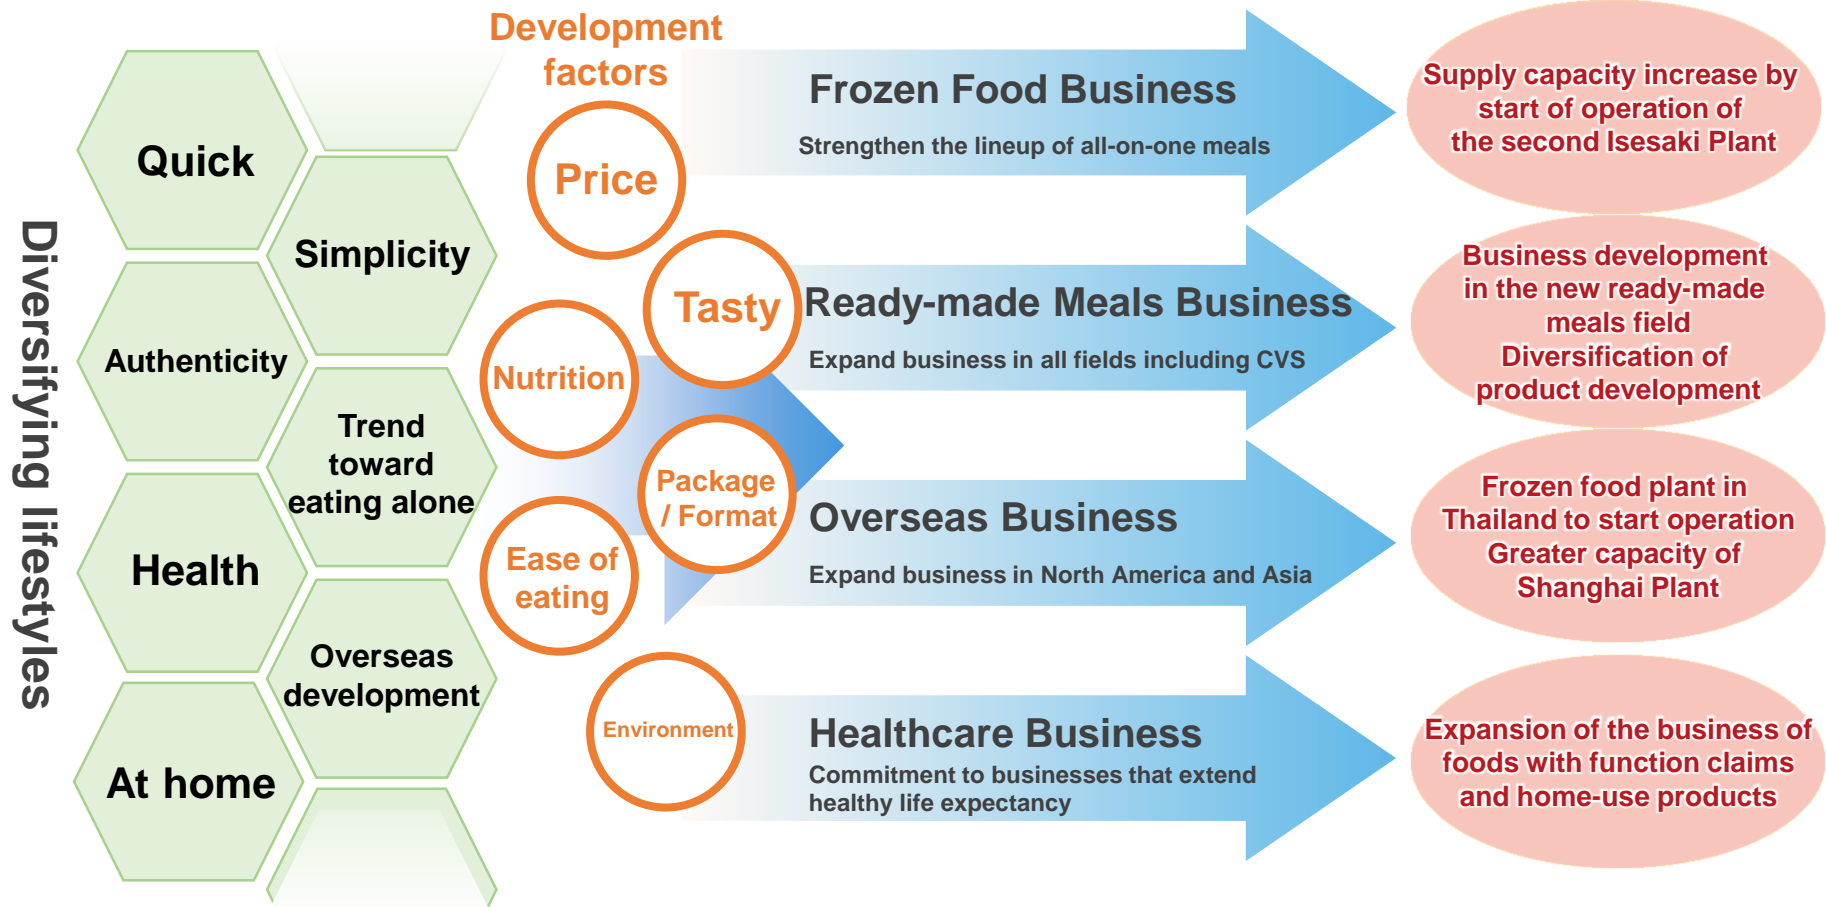 Diversifying lifestyles
Quick
Simplicity
Authenticity
Trend
toward
eating alone
Health
Overseas
development
At home
Development
factors
Price
Tasty
Nutrition
Package
/ Format
Ease of
eating
Environment
Frozen Food Business
Strengthen the lineup of all-on-one meals
Supply capacity increase by
start of operation of
the second Isesaki Plant
Ready-made Meals Business
Expand business in all fields including CVS
Business development
in the new ready-made
meals field
Diversification of
product development
Overseas Business
Expand business in North America and Asia
Frozen food plant in
Thailand to start operation
Greater capacity of
Shanghai Plant
Healthcare Business
Commitment to businesses that extend
healthy life expectancy
Expansion of the business of
foods with function claims
and home-use products